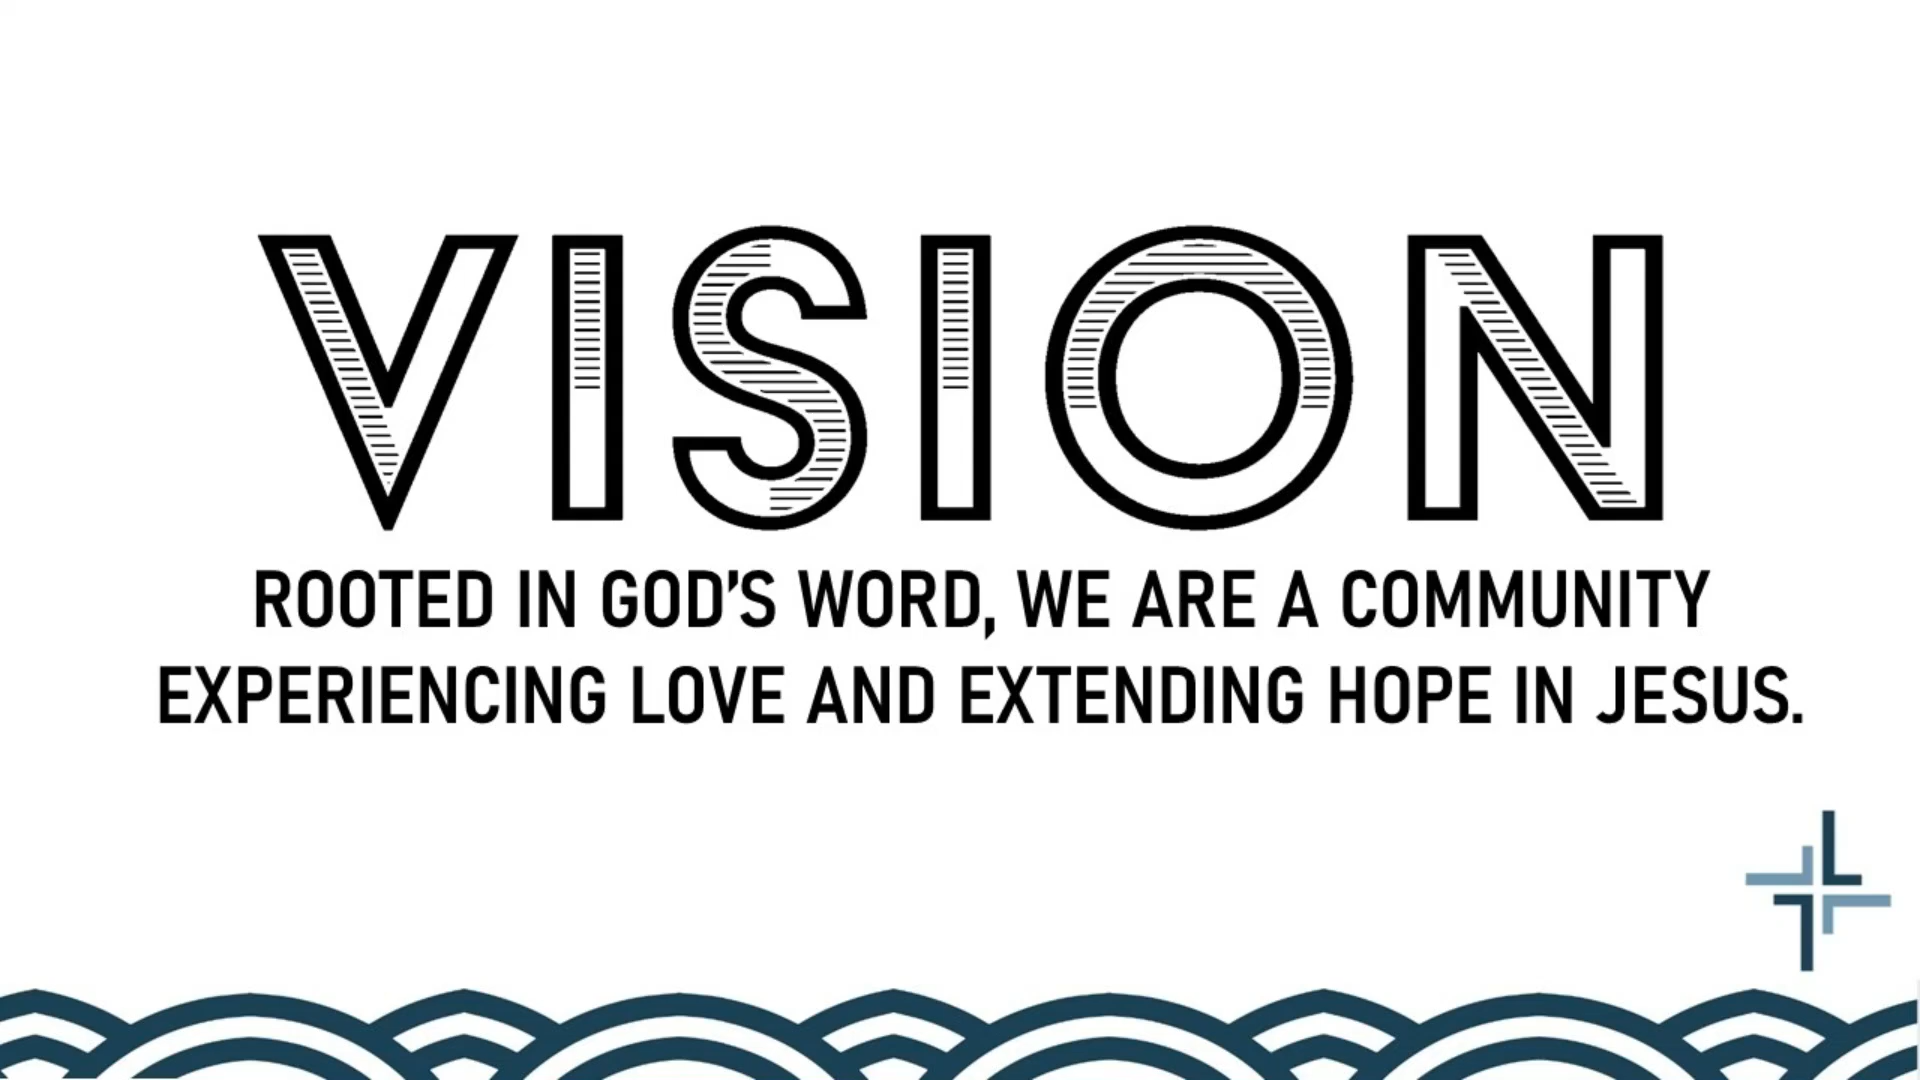 VISION
ROOTED IN GOD'S WORD, WE ARE A COMMUNITY
EXPERIENCING LOVE AND EXTENDING HOPE IN JESUS.